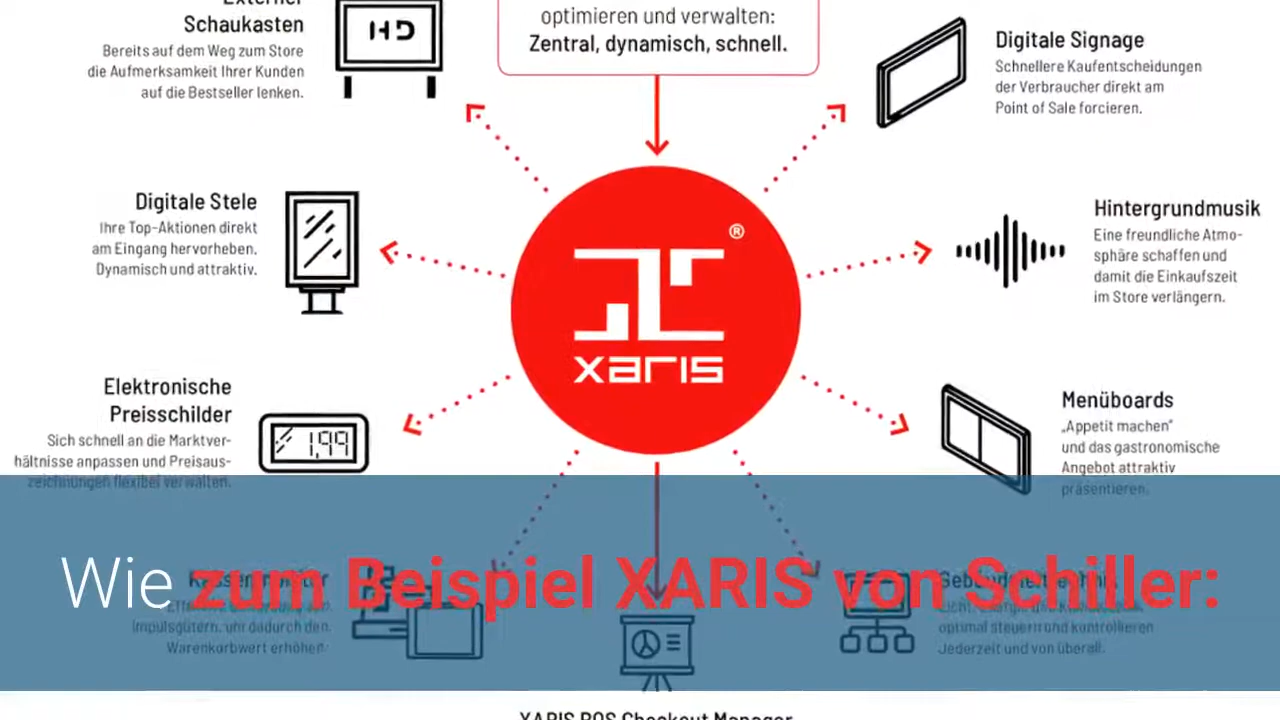 Externer
Schaukasten
Bereits auf dem Weg zum Store
die Aufmerksamkeit Ihrer Kunden
auf die Bestseller lenken.
HD
optimieren und verwalten:
Zentral, dynamisch, schnell.
Digitale Signage
Schnellere Kaufentscheidungen
der Verbraucher direkt am
Point of Sale forcieren.
Digitale Stele
Ihre Top-Aktionen direkt
am Eingang hervorheben.
Dynamisch und attraktiv.
®
xaris
Hintergrundmusik
Eine freundliche Atmo-
sphäre schaffen und
damit die Einkaufszeit
im Store verlängern.
Elektronische
Preisschilder
Sich schnell an die Marktver-
hältnisse anpassen und Preisaus-
zeichnungen flexibel verwalten.
1,99
Menüboards
„Appetit machen“
und das gastronomische
Angebot attraktiv
präsentieren.
Wie zum Beispiel XARIS von Schiller:
Impulsgütern, um dadurch den
Warenkorbwert erhöhen.
optimal steuern und kontrollieren
Jederzeit und von überall.
XARIS POS Checkout Manager